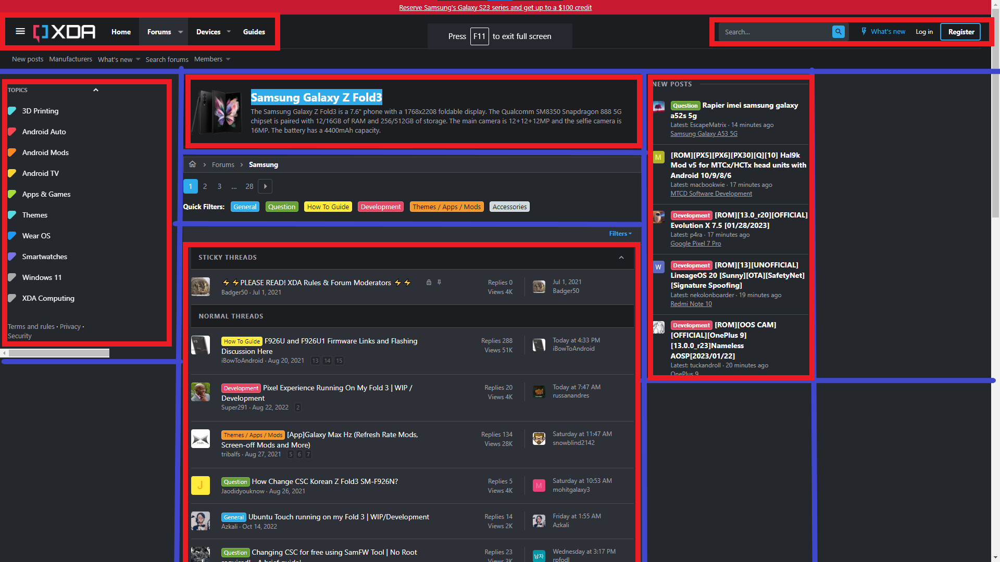 Reserve Samsung's Galaxy S23 series and get up to a $100 credit
XDA
Home
Forums
Devices
Guides
Press F11 to exit full screen
Search...
What's new
Log in
Register
New posts
Manufacturers
What's new
Search forums
Members
TOPICS
3D Printing
Android Auto
Android Mods
Android TV
Apps & Games
Themes
Wear OS
Smartwatches
Windows 11
XDA Computing
Terms and rules · Privacy ·
Security
Samsung Galaxy Z Fold3
The Samsung Galaxy Z Fold3 is a 7.6" phone with a 1768x2208 foldable display. The Qualcomm SM8350 Snapdragon 888 5G
chipset is paired with 12/16GB of RAM and 256/512GB of storage. The main camera is 12+12+12MP and the selfie camera is
16MP. The battery has a 4400mAh capacity.
Forums
Samsung
1 2 3 ... 28
Quick Filters: General Question How To Guide Development Themes / Apps / Mods Accessories
Filters
STICKY THREADS
⚡⚡PLEASE READ! XDA Rules & Forum Moderators ⚡⚡
Badger50 · Jul 1, 2021
Replies 0
Views 4K
Jul 1, 2021
Badger50
NORMAL THREADS
How To Guide F926U and F926U1 Firmware Links and Flashing
Discussion Here
iBowToAndroid · Aug 20, 2021 13 14 15
Replies 288
Views 51K
Today at 4:33 PM
iBowToAndroid
Development Pixel Experience Running On My Fold 3 | WIP /
Development
Super291 · Aug 22, 2022 2
Replies 20
Views 4K
Today at 7:47 AM
russanandres
Themes / Apps / Mods [App]Galaxy Max Hz (Refresh Rate Mods,
Screen-off Mods and More)
tribalfs · Aug 27, 2021 5 6 7
Replies 134
Views 28K
Saturday at 11:47 AM
snowblind2142
J
Question How Change CSC Korean Z Fold3 SM-F926N?
Jaodidyouknow · Aug 26, 2021
Replies 5
Views 4K
M
Saturday at 10:53 AM
mohitgalaxy3
General Ubuntu Touch running on my Fold 3 | WIP/Development
Azkali · Oct 14, 2022
Replies 14
Views 2K
Friday at 1:55 AM
Azkali
Question Changing CSC for free using SamFW Tool | No Root
Replies 23
Views 3K
남자
Wednesday at 3:17 PM
rpfodl
NEW POSTS
Question Rapier imei samsung galaxy
a52s 5g
Latest: EscapeMatrix · 14 minutes ago
Samsung Galaxy A53 5G
M
[ROM][PX5][PX6][PX30][Q][10] Hal9k
Mod v5 for MTCx/HCTx head units with
Android 10/9/8/6
Latest: macbookwie · 17 minutes ago
MTCD Software Development
Development [ROM][13.0_r20][OFFICIAL]
Evolution X 7.5 [01/28/2023]
Latest: p4ra · 17 minutes ago
Google Pixel 7 Pro
W
Development [ROM][13][UNOFFICIAL]
LineageOS 20 [Sunny][OTA][SafetyNet]
[Signature Spoofing]
Latest: nekolonboarder · 19 minutes ago
Redmi Note 10
Development [ROM][OOS CAM]
[OFFICIAL][OnePlus 9]
[13.0.0_r23]Nameless
AOSP[2023/01/22]
Latest: tuckandroll · 20 minutes ago
OnePlus 9